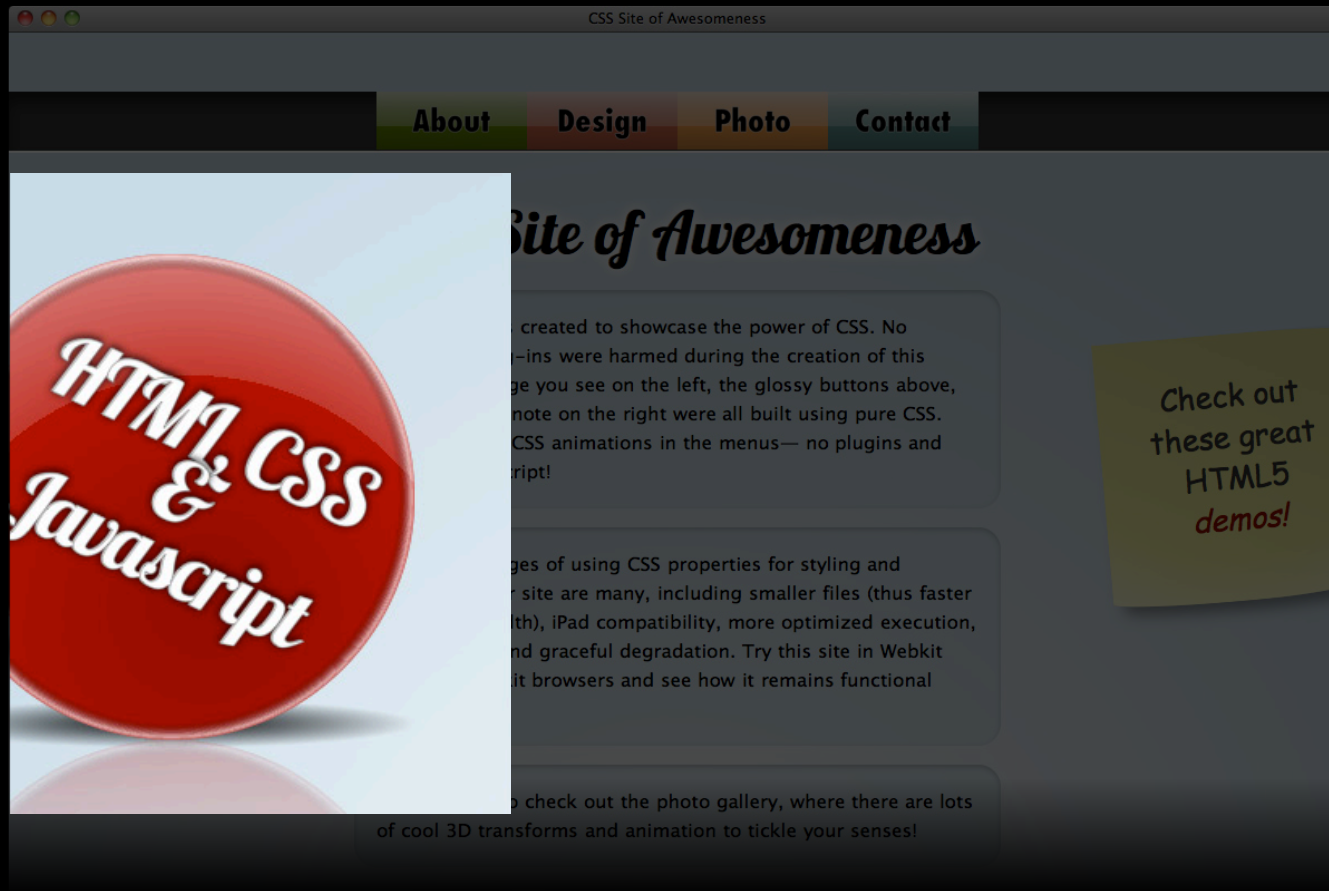 CSS Site of Awesomeness
About
Design
Photo
Contact
Site of Awesomeness
created to showcase the power of CSS. No
-ins were harmed during the creation of this
you see on the left, the glossy buttons above,
note on the right were all built using pure CSS.
CSS animations in the menus— no plugins and
of using CSS properties for styling and
site are many, including smaller files (thus faster
iPad compatibility, more optimized execution,
graceful degradation. Try this site in Webkit
browsers and see how it remains functional
check out the photo gallery, where there are lots
of cool 3D transforms and animation to tickle your senses!
HTML, CSS
&
Javascript
Check out
these great
HTML5
demos!